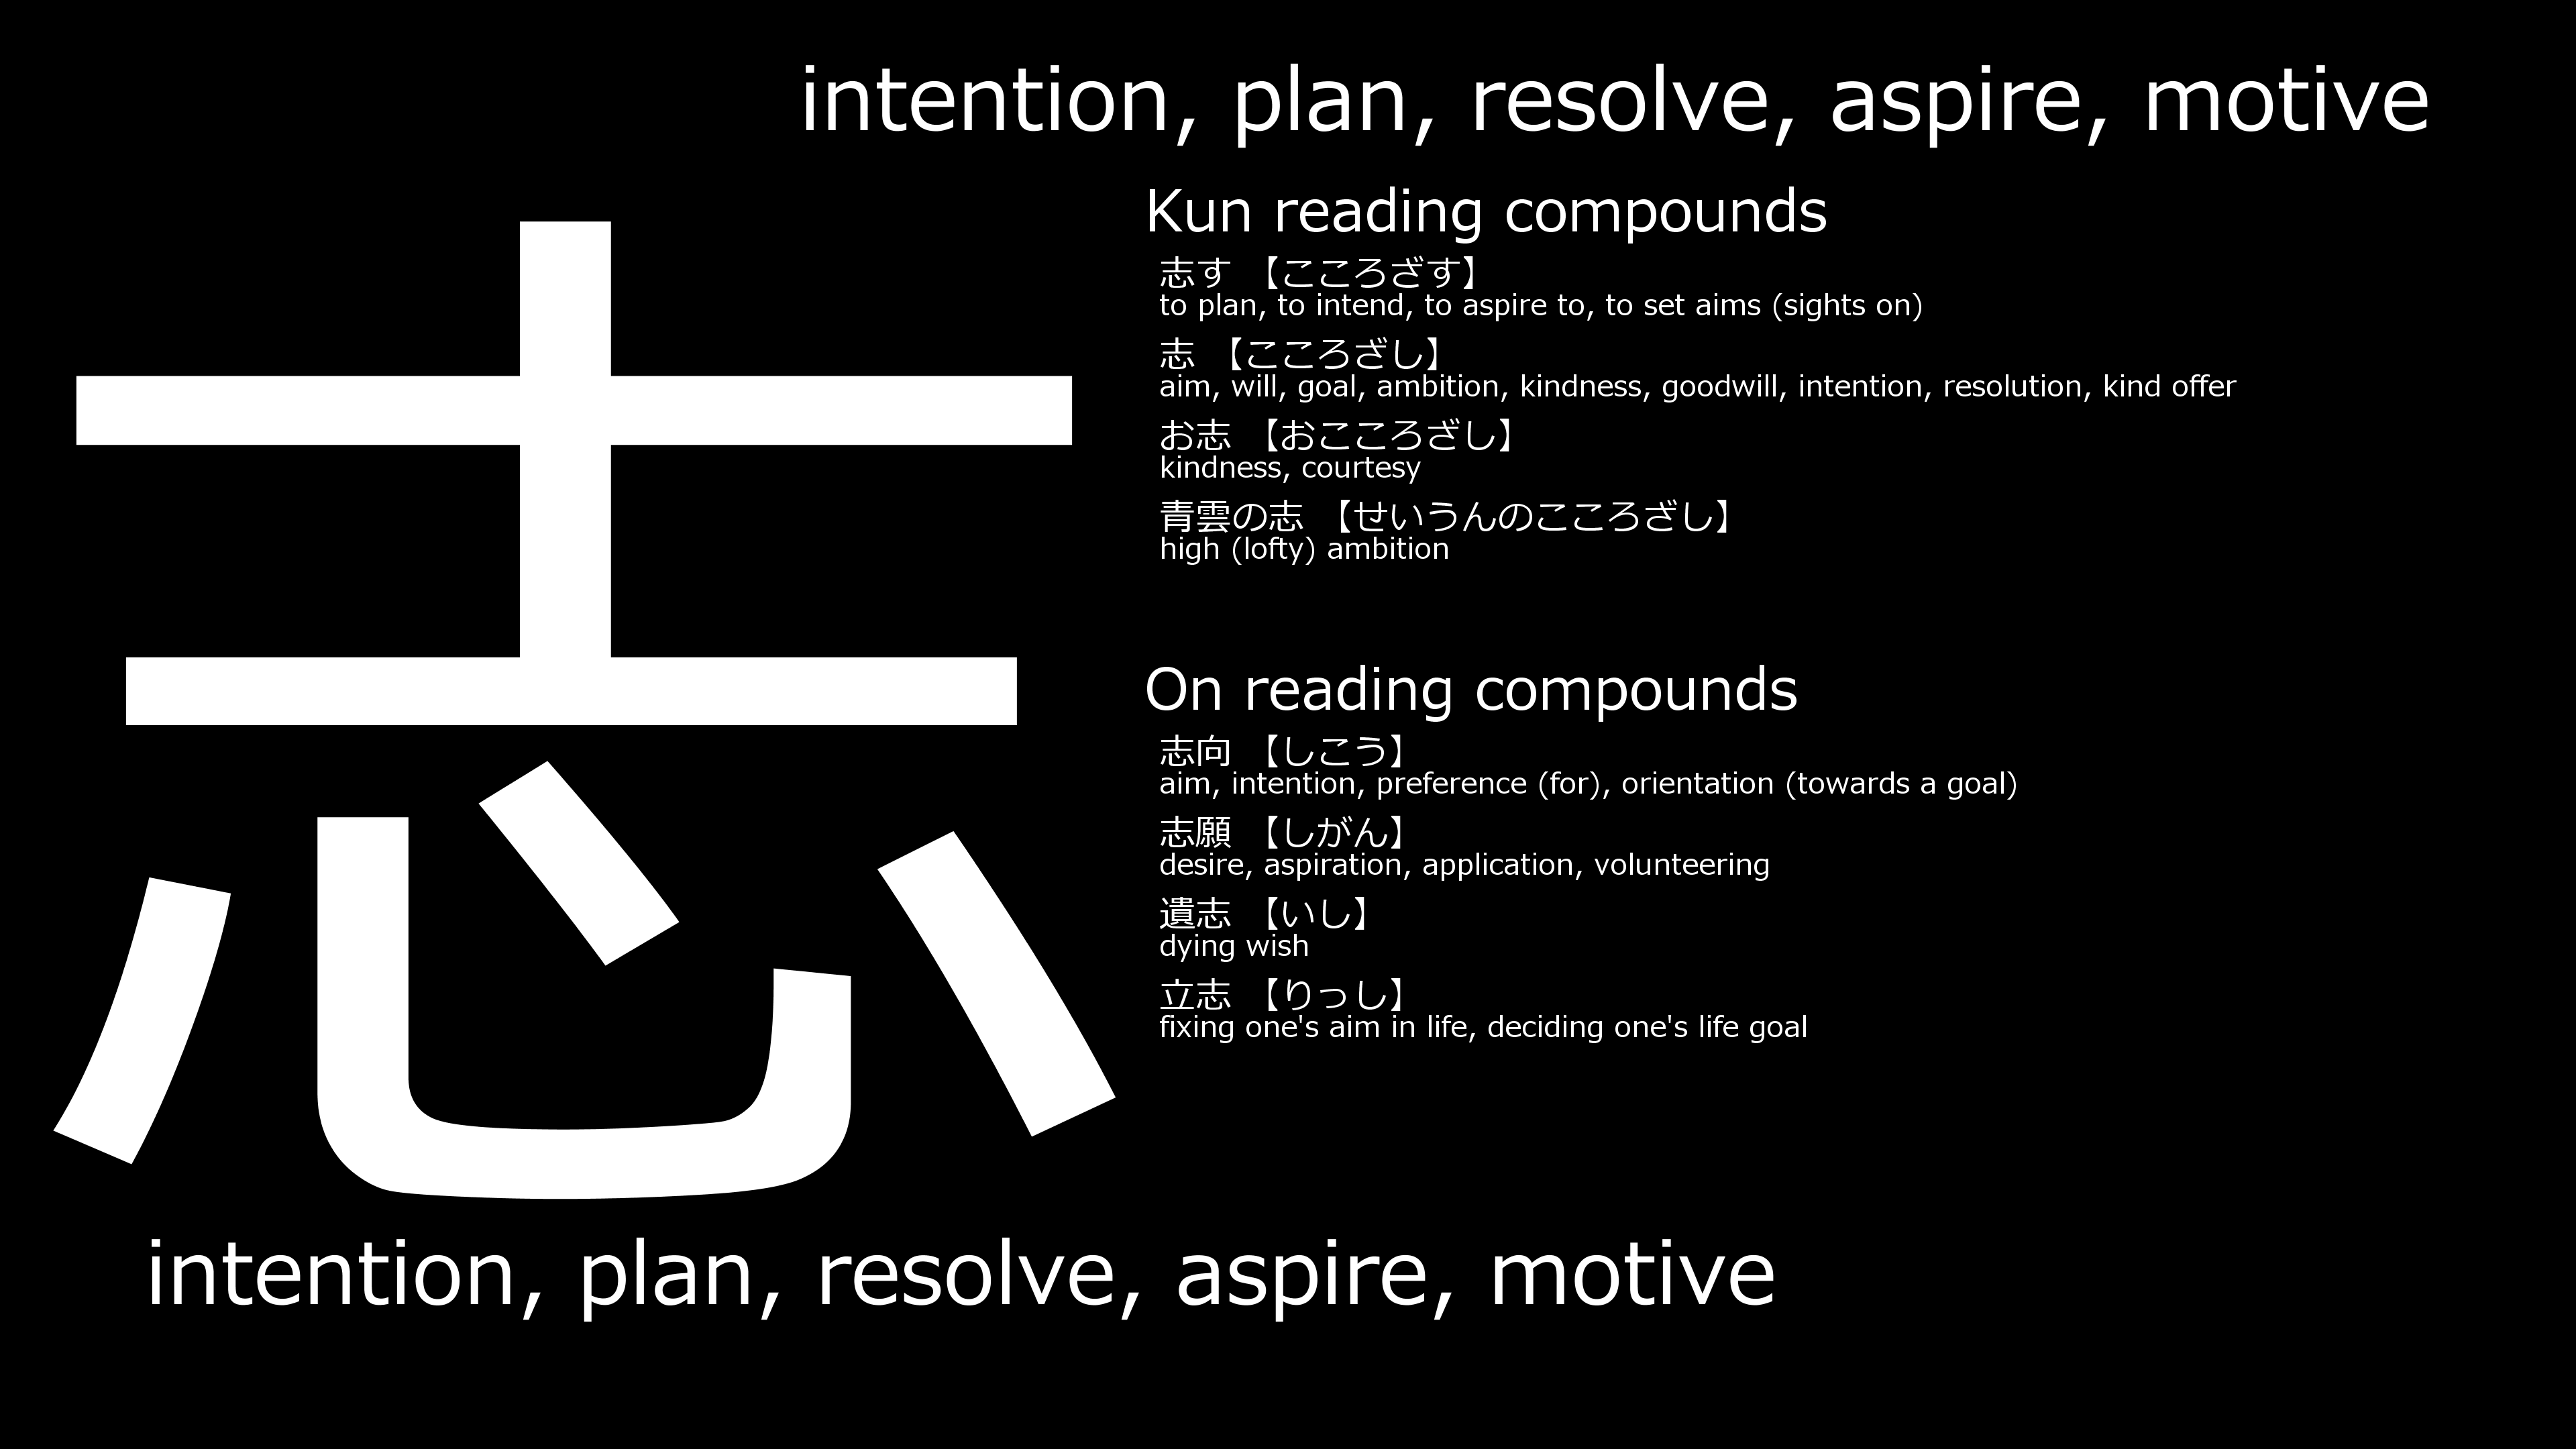 intention, plan, resolve, aspire, motive
志
Kun reading compounds
志す 【こころざす】
to plan, to intend, to aspire to, to set aims (sights on)
志 【こころざし】
aim, will, goal, ambition, kindness, goodwill, intention, resolution, kind offer
お志 【おこころざし】
kindness, courtesy
青雲の志 【せいうんのこころざし】
high (lofty) ambition
On reading compounds
志向 【しこう】
aim, intention, preference (for), orientation (towards a goal)
志願 【しがん】
desire, aspiration, application, volunteering
遺志 【いし】
dying wish
立志 【りっし】
fixing one's aim in life, deciding one's life goal
intention, plan, resolve, aspire, motive